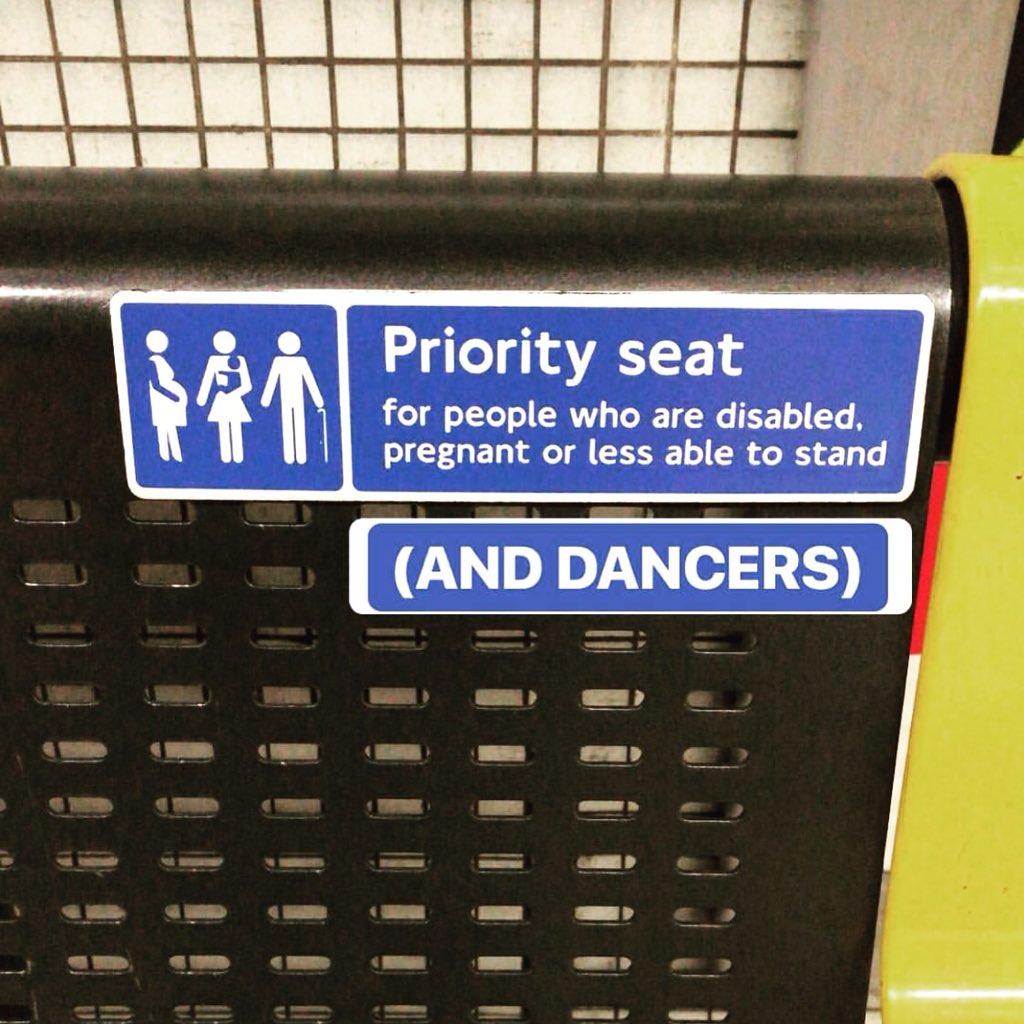 Priority seat
for people who are disabled,
pregnant or less able to stand
(AND DANCERS)